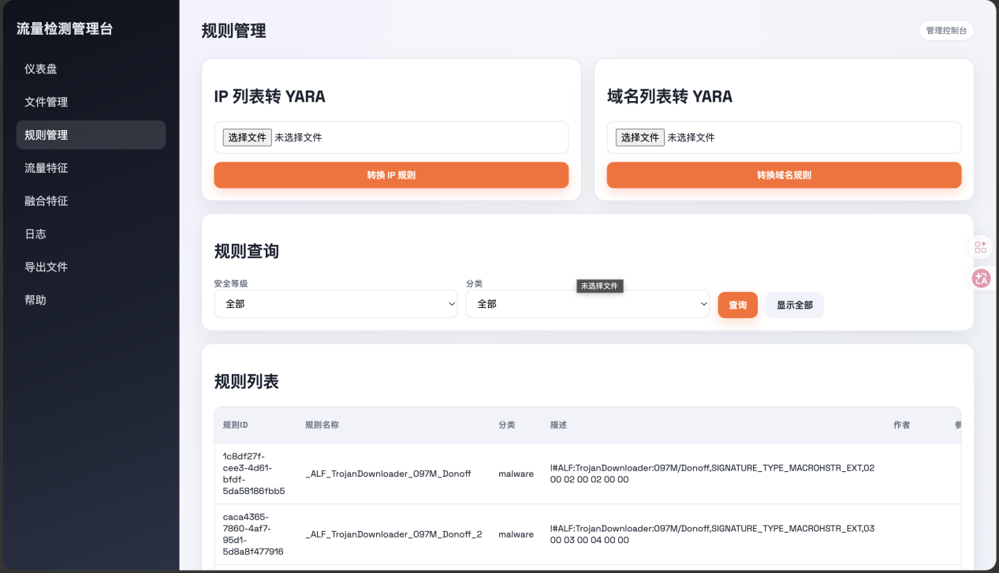 流量检测管理台
仪表盘
文件管理
规则管理
流量特征
融合特征
日志
导出文件
帮助
规则管理
管理控制台
IP 列表转 YARA
选择文件 未选择文件
转换 IP 规则
域名列表转 YARA
选择文件 未选择文件
转换域名规则
规则查询
安全等级
全部
分类
全部
未选择文件
查询
显示全部
规则列表
规则ID 规则名称 分类 描述 作者
1c8df27f-
cee3-4d61-
bfdf-
5da58186fbb5
_ALF_TrojanDownloader_O97M_Donoff
malware
!#ALF:TrojanDownloader:O97M/Donoff,SIGNATURE_TYPE_MACROHSTR_EXT,02
00 02 00 02 00 00
caca4365-
7860-4af7-
95d1-
5d8a8f477916
_ALF_TrojanDownloader_O97M_Donoff_2
malware
!#ALF:TrojanDownloader:O97M/Donoff,SIGNATURE_TYPE_MACROHSTR_EXT,03
00 03 00 04 00 00